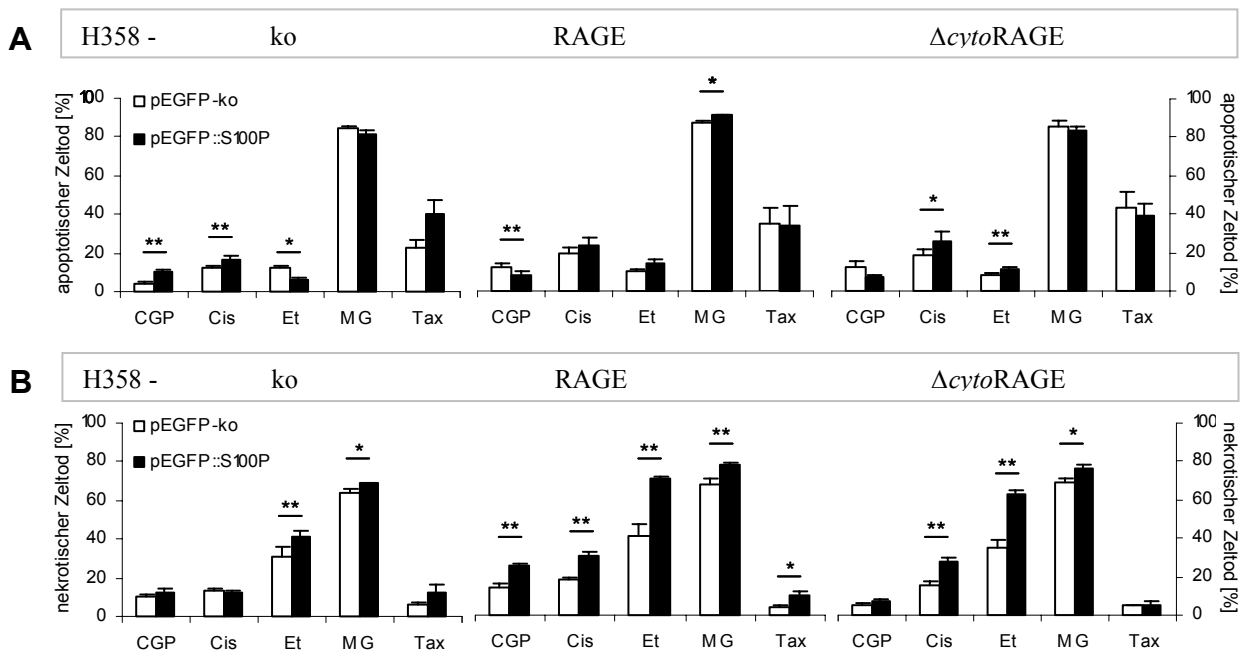 A
H358 - ko RAGE ΔcytoRAGE
apoptotischer Zeltod [%]
100
80
60
40
20
0
pEGFP-ko
pEGFP::S100P
** ** * ** * * **
CGP Cis Et MG Tax CGP Cis Et MG Tax CGP Cis Et MG Tax
100
80
60
40
20
0
apoptotischer Zeltod [%]
B
H358 - ko RAGE ΔcytoRAGE
nekrotischer Zeltod [%]
100
80
60
40
20
0
pEGFP-ko
pEGFP::S100P
** * ** ** ** ** * ** ** *
CGP Cis Et MG Tax CGP Cis Et MG Tax CGP Cis Et MG Tax
100
80
60
40
20
0
nekrotischer Zeltod [%]